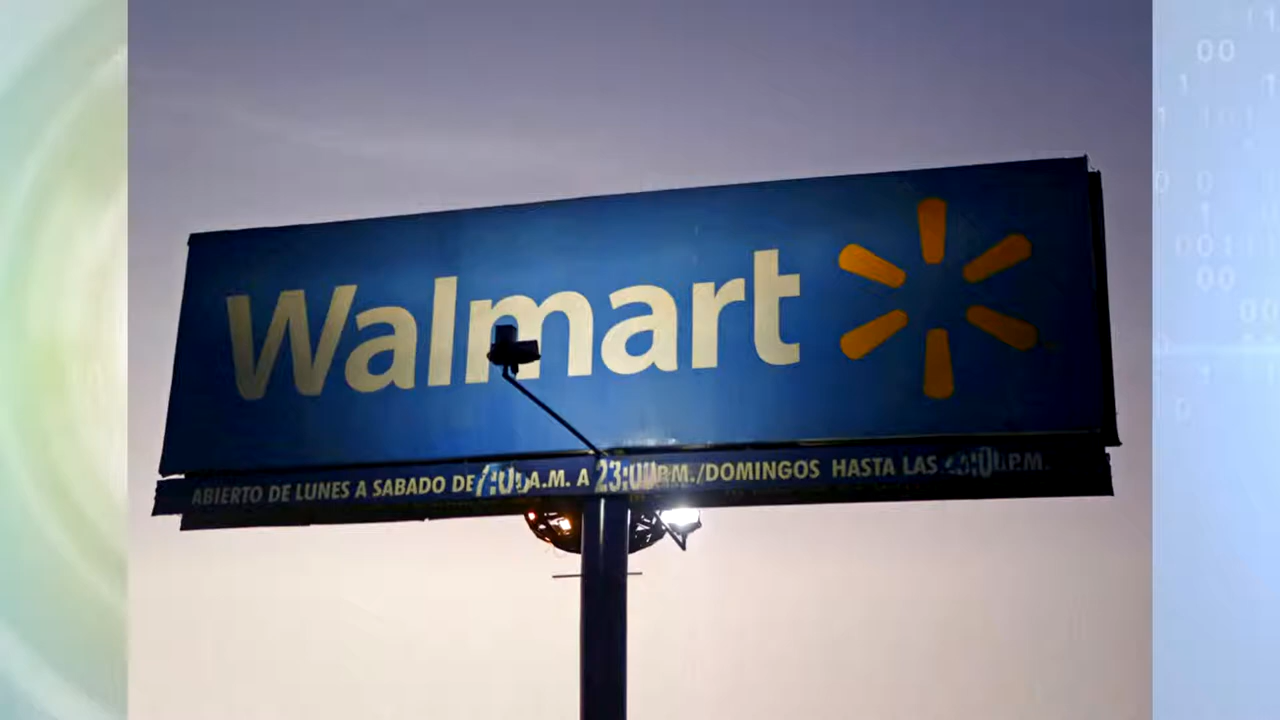 Walmart
ABIERTO DE LUNES A SABADO DE A.M. A 23:00 P.M./DOMINGOS HASTA LAS P.M.